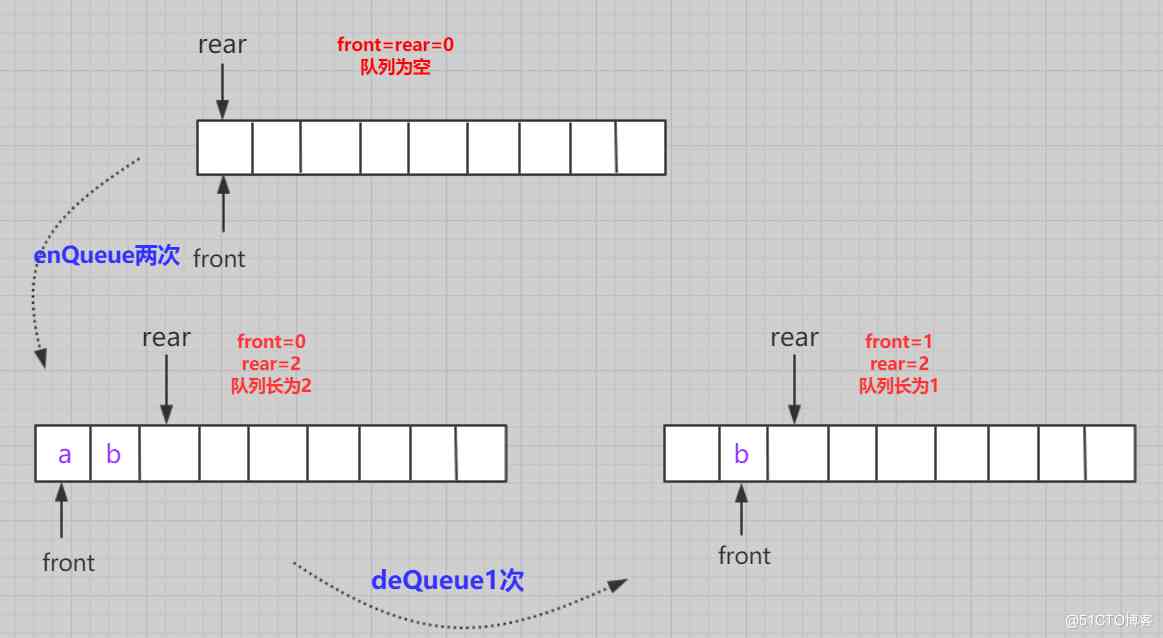 rear
front=rear=0
队列为空
enQueue两次
front
rear
front=0
rear=2
队列长为2
a b
front
rear
front=1
rear=2
队列长为1
b
front
deQueue1次
@51CTO博客